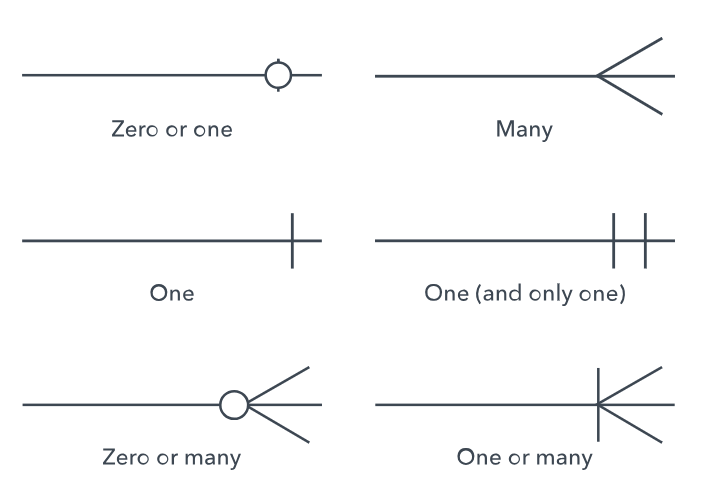 Zero or one
Many
One
One (and only one)
Zero or many
One or many